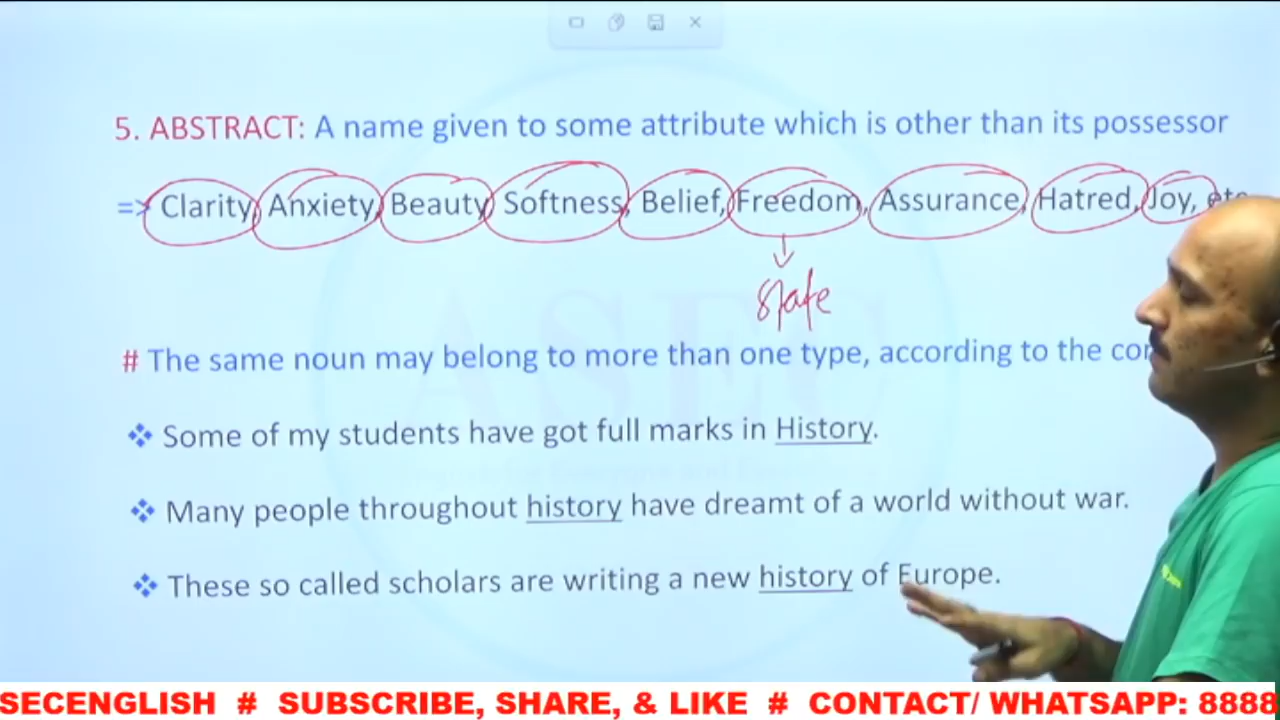 5. ABSTRACT: A name given to some attribute which is other than its possessor
=> Clarity, Anxiety, Beauty, Softness, Belief, Freedom, Assurance, Hatred, Joy, etc
state
# The same noun may belong to more than one type, according to the
❖ Some of my students have got full marks in History.
❖ Many people throughout history have dreamt of a world without war.
❖ These so called scholars are writing a new history of Europe.
ASEC
SECENGLISH # SUBSCRIBE, SHARE, & LIKE # CONTACT/ WHATSAPP: 8888